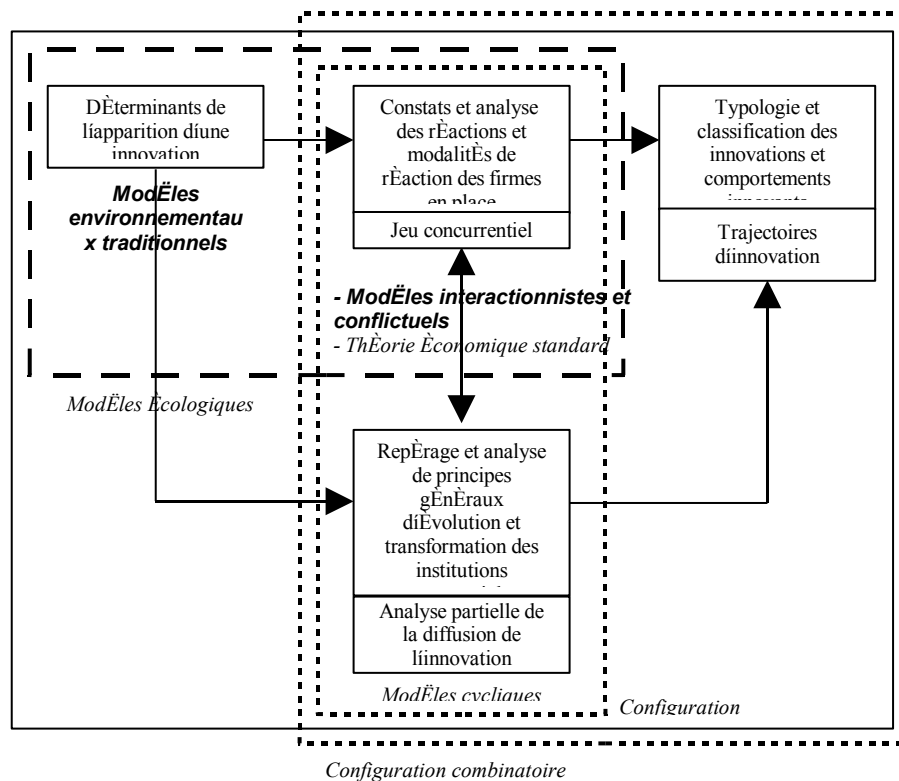 DÈterminants de
líapparition díune
innovation
ModËles
environnementau
x traditionnels
Constats et analyse
des rÈactions et
modalitÈs de
rÈaction des firmes
en place
Jeu concurrentiel
Typologie et
classification des
innovations et
comportements
innovants
Trajectoires
díinnovation
- ModËles interactionnistes et
conflictuels
- ThÈorie Èconomique standard
ModËles Ècologiques
RepÈrage et analyse
de principes
gÈnÈraux
díÈvolution et
transformation des
institutions
Analyse partielle de
la diffusion de
líinnovation
ModËles cycliques
Configuration
Configuration combinatoire